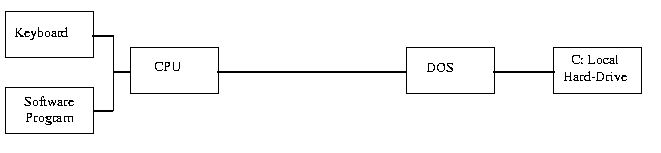 Keyboard
Software
Program
CPU
DOS
C: Local
Hard-Drive